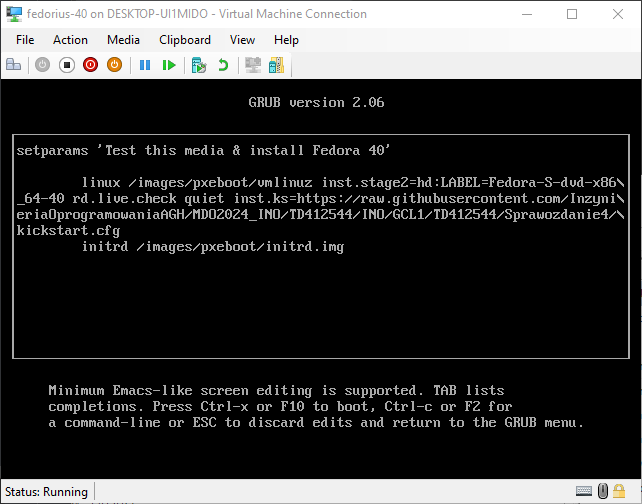 fedorius-40 on DESKTOP-UI1MIDO - Virtual Machine Connection
File Action Media Clipboard View Help
GRUB version 2.06
setparams 'Test this media & install Fedora 40'
linux /images/pxeboot/vmlinuz inst.stage2=hd:LABEL=Fedora-S-dvd-x86\
_64-40 rd.live.check quiet inst.ks=https://raw.githubusercontent.com/Inzyni\
eriaOprogramowaniaAGH/MDO2024_INO/TD412544/INO/GCL1/TD412544/Sprawozdanie4/\
kickstart.cfg
initrd /images/pxeboot/initrd.img
Minimum Emacs-like screen editing is supported. TAB lists
completions. Press Ctrl-x or F10 to boot, Ctrl-c or F2 for
a command-line or ESC to discard edits and return to the GRUB menu.
Status: Running